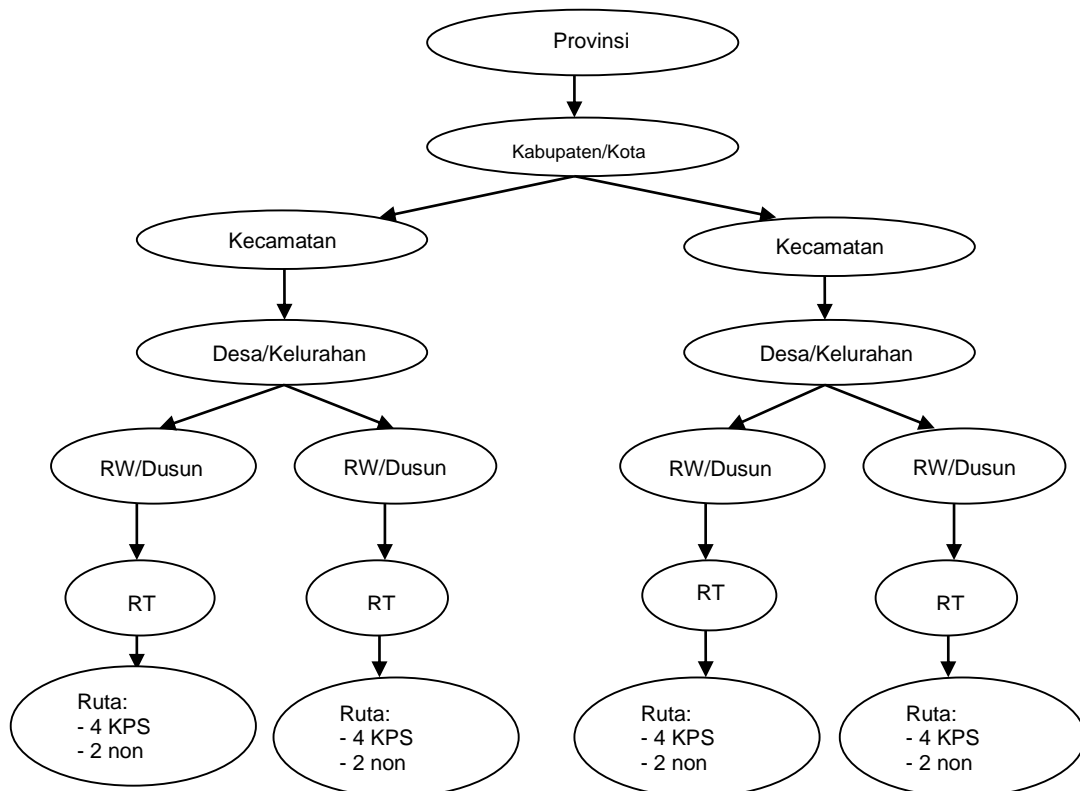 Provinsi
Kabupaten/Kota
Kecamatan
Kecamatan
Desa/Kelurahan
Desa/Kelurahan
RW/Dusun
RW/Dusun
RW/Dusun
RW/Dusun
RT
RT
RT
RT
Ruta:
- 4 KPS
- 2 non
Ruta:
- 4 KPS
- 2 non
Ruta:
- 4 KPS
- 2 non
Ruta:
- 4 KPS
- 2 non